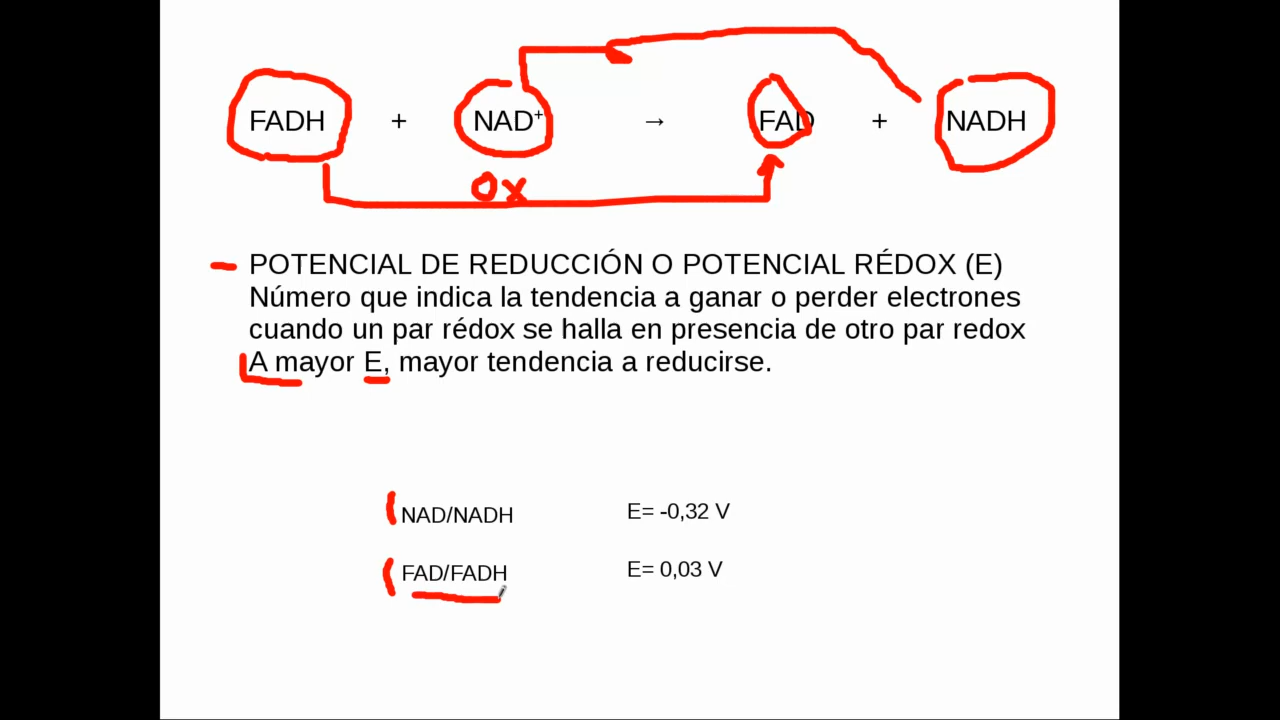 FADH + NAD⁺ → FAD + NADH
OX
POTENCIAL DE REDUCCIÓN O POTENCIAL RÉDOX (E)
Número que indica la tendencia a ganar o perder electrones
cuando un par rédox se halla en presencia de otro par redox
A mayor E, mayor tendencia a reducirse.
NAD/NADH E= -0,32 V
FAD/FADH E= 0,03 V